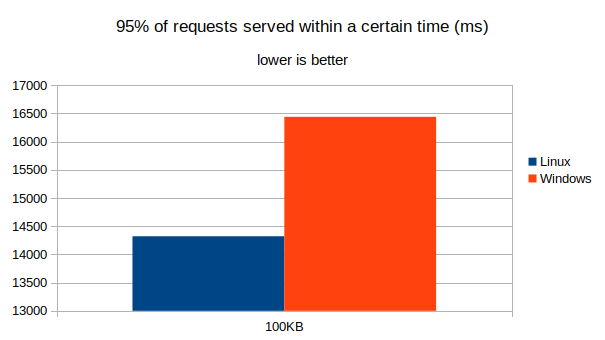 95% of requests served within a certain time (ms)
lower is better
17000
16500
16000
15500
15000
14500
14000
13500
13000
100KB
Linux
Windows